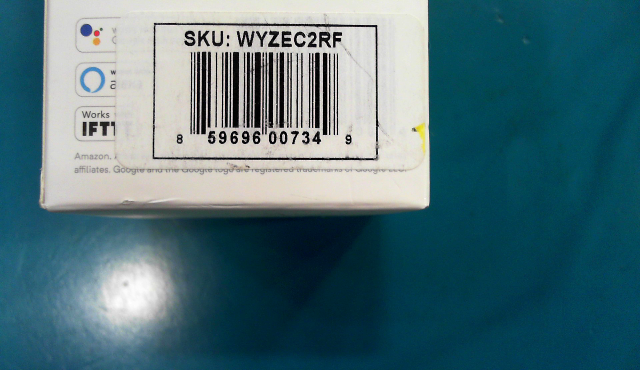 SKU: WYZEC2RF
8 59696 00734 9
Works
IFTT
Amazon.
affiliates. Google and the Google logo are registered trademarks of Google